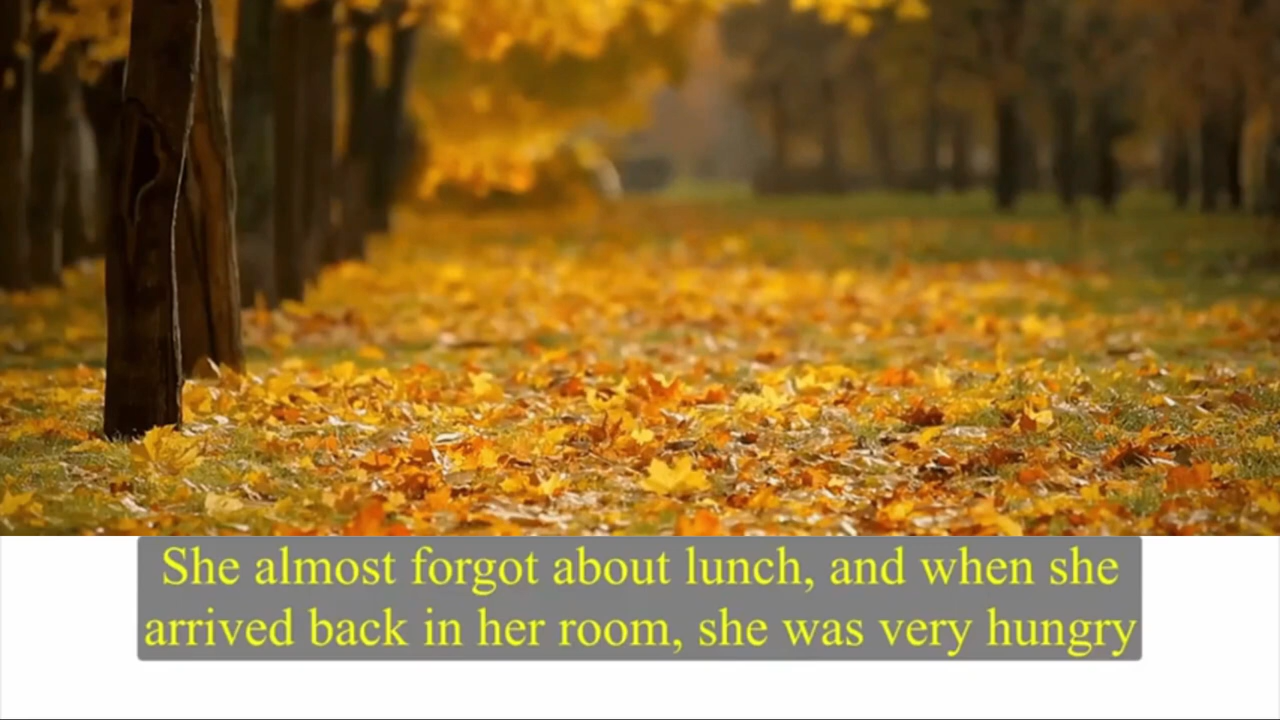 She almost forgot about lunch, and when she
arrived back in her room, she was very hungry